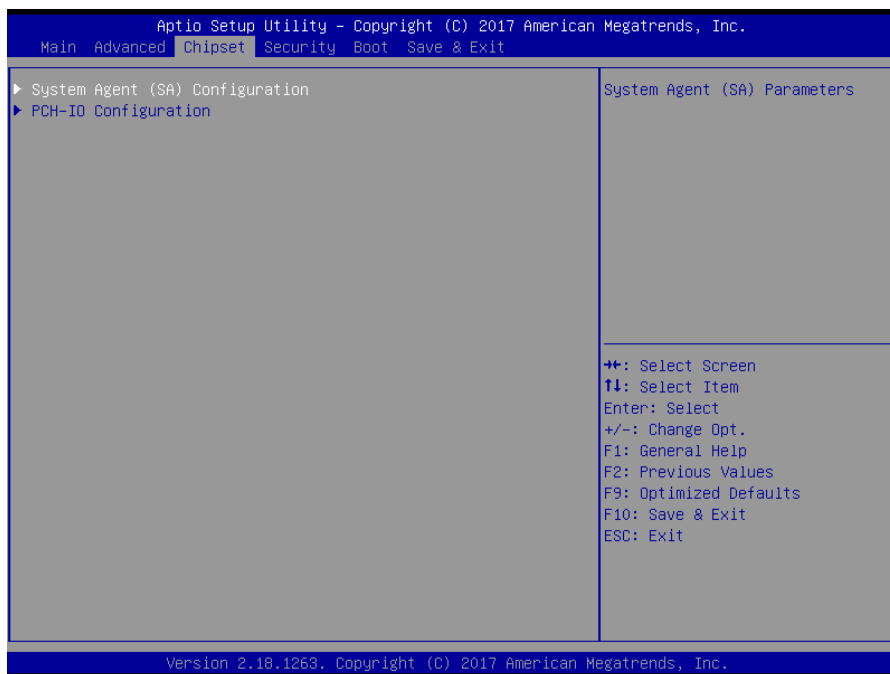 Aptio Setup Utility – Copyright (C) 2017 American Megatrends, Inc.
Main Advanced Chipset Security Boot Save & Exit
▶ System Agent (SA) Configuration
▶ PCH-IO Configuration
System Agent (SA) Parameters
→←: Select Screen
↑↓: Select Item
Enter: Select
+/-: Change Opt.
F1: General Help
F2: Previous Values
F9: Optimized Defaults
F10: Save & Exit
ESC: Exit
Version 2.18.1263. Copyright (C) 2017 American Megatrends, Inc.